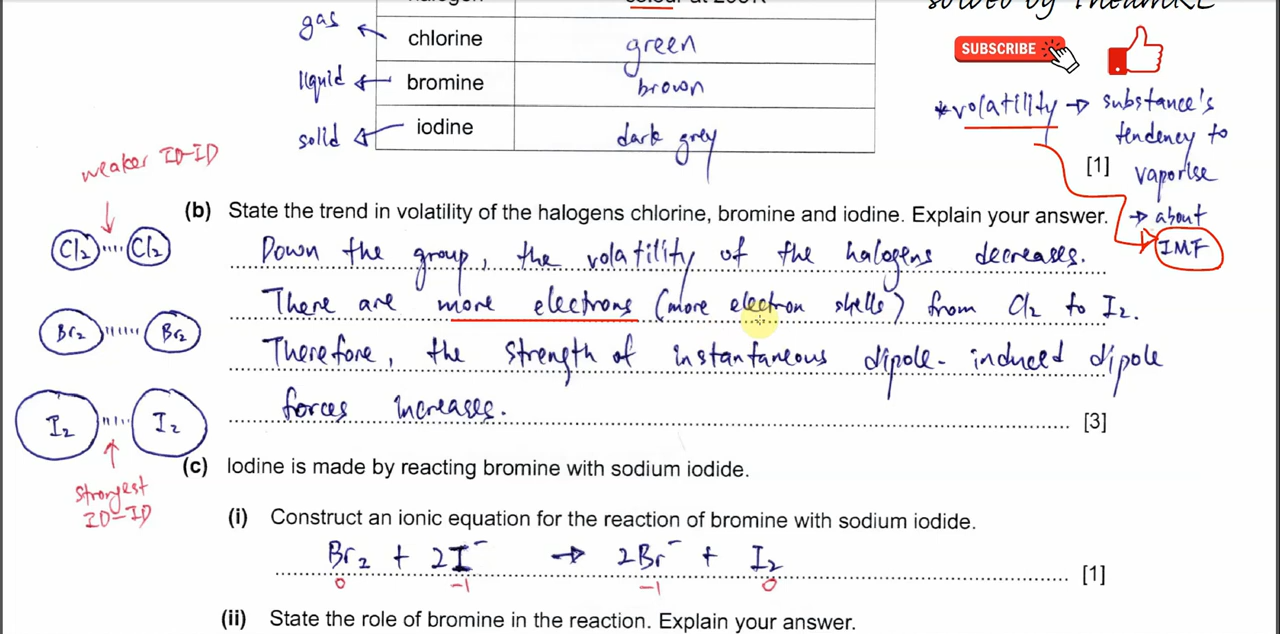 gas
chlorine
green
SUBSCRIBE
liquid
bromine
brown
*volatility → substance's
tendency to
vaporise
→ about
IMF
solid
iodine
dark grey
[1]
weaker ID-ID
(b) State the trend in volatility of the halogens chlorine, bromine and iodine. Explain your answer.
Cl2 Cl2
Down the group, the volatility of the halogens decreases.
There are more electrons (more electron shells) from Cl2 to I2.
Br2 Br2
Therefore, the strength of instantaneous dipole-induced dipole
forces increases.
[3]
I2 I2
strongest
ID-ID
(c) Iodine is made by reacting bromine with sodium iodide.
(i) Construct an ionic equation for the reaction of bromine with sodium iodide.
Br2 + 2I⁻ → 2Br⁻ + I2
[1]
0 -1 -1 0
(ii) State the role of bromine in the reaction. Explain your answer.